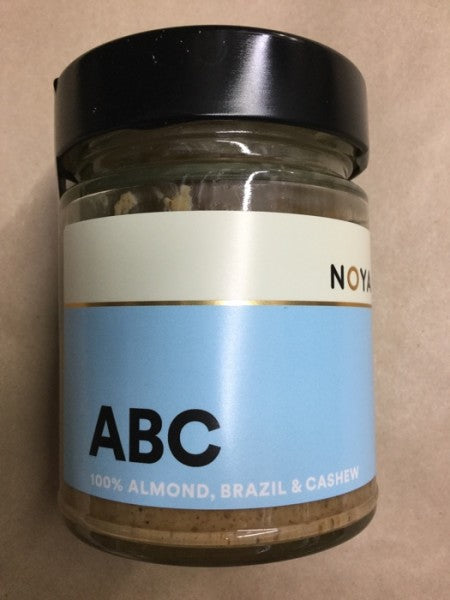 NOYA
ABC
100% ALMOND, BRAZIL & CASHEW